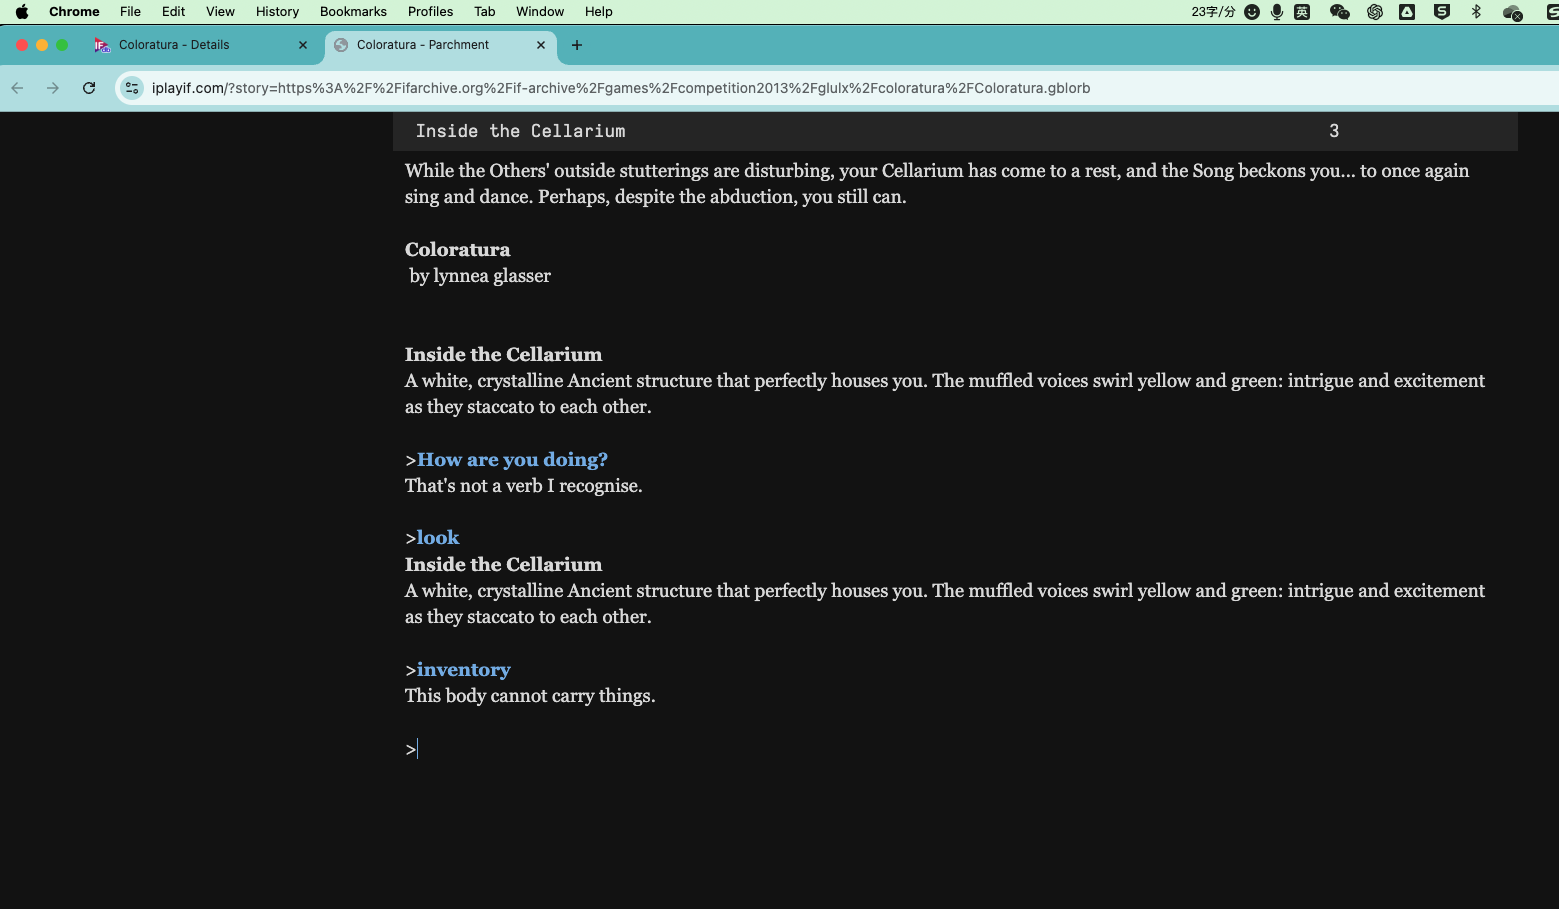 Chrome File Edit View History Bookmarks Profiles Tab Window Help 23字/分 英
Coloratura - Details Coloratura - Parchment
iplayif.com/?story=https%3A%2F%2Fifarchive.org%2Fif-archive%2Fgames%2Fcompetition2013%2Fglulx%2Fcoloratura%2FColoratura.gblorb
Inside the Cellarium 3
While the Others' outside stutterings are disturbing, your Cellarium has come to a rest, and the Song beckons you... to once again
sing and dance. Perhaps, despite the abduction, you still can.
Coloratura
by lynnea glasser
Inside the Cellarium
A white, crystalline Ancient structure that perfectly houses you. The muffled voices swirl yellow and green: intrigue and excitement
as they staccato to each other.
>How are you doing?
That's not a verb I recognise.
>look
Inside the Cellarium
A white, crystalline Ancient structure that perfectly houses you. The muffled voices swirl yellow and green: intrigue and excitement
as they staccato to each other.
>inventory
This body cannot carry things.
>